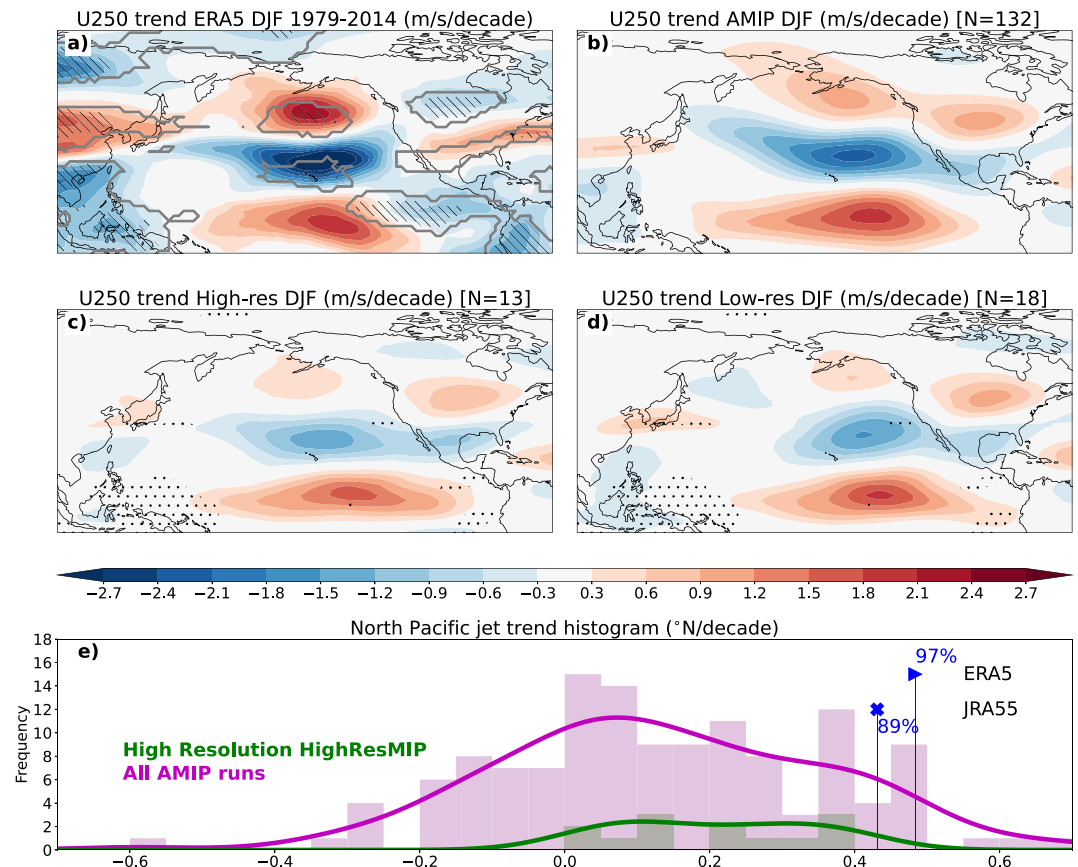 U250 trend ERA5 DJF 1979-2014 (m/s/decade)
a)
U250 trend AMIP DJF (m/s/decade) [N=132]
b)
U250 trend High-res DJF (m/s/decade) [N=13]
c)
U250 trend Low-res DJF (m/s/decade) [N=18]
d)
−2.7 −2.4 −2.1 −1.8 −1.5 −1.2 −0.9 −0.6 −0.3 0.3 0.6 0.9 1.2 1.5 1.8 2.1 2.4 2.7
North Pacific jet trend histogram (°N/decade)
e)
Frequency
18
16
14
12
10
8
6
4
2
0
97%
ERA5
JRA55
89%
High Resolution HighResMIP
All AMIP runs
−0.6 −0.4 −0.2 0.0 0.2 0.4 0.6